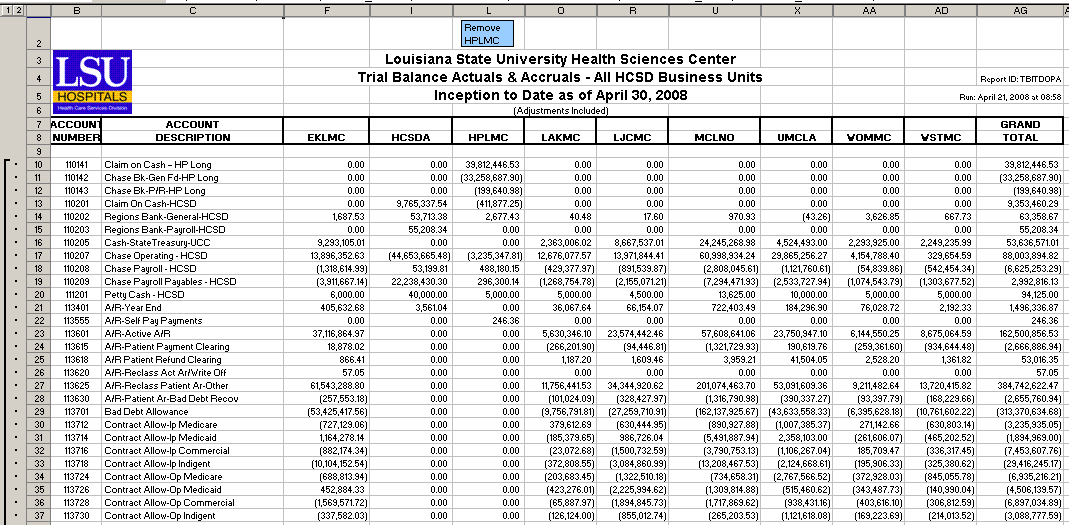 1 2 B C F I L O R U X AA AD AG A
2 Remove
HPLMC
3 Louisiana State University Health Sciences Center
4 Trial Balance Actuals & Accruals - All HCSD Business Units Report ID: TBITDOPA
5 Inception to Date as of April 30, 2008 Run: April 21, 2008 at 08:58
6 (Adjustments Included)
LSU
HOSPITALS
Health Care Services Division
7 ACCOUNT ACCOUNT GRAND
8 NUMBER DESCRIPTION EKLMC HCSDA HPLMC LAKMC LJCMC MCLNO UMCLA WOMMC WSTMC TOTAL
9
10 110141 Claim on Cash - HP Long 0.00 0.00 39,812,446.53 0.00 0.00 0.00 0.00 0.00 0.00 39,812,446.53
11 110142 Chase Bk-Gen Fd-HP Long 0.00 0.00 (33,258,687.90) 0.00 0.00 0.00 0.00 0.00 0.00 (33,258,687.90)
12 110143 Chase Bk-P/R-HP Long 0.00 0.00 (199,640.98) 0.00 0.00 0.00 0.00 0.00 0.00 (199,640.98)
13 110201 Claim On Cash-HCSD 0.00 9,765,337.54 (411,877.25) 0.00 0.00 0.00 0.00 0.00 0.00 9,353,460.29
14 110202 Regions Bank-General-HCSD 1,687.53 53,713.38 2,677.43 40.48 17.60 970.93 (43.26) 3,626.85 667.73 63,358.67
15 110203 Regions Bank-Payroll-HCSD 0.00 55,208.34 0.00 0.00 0.00 0.00 0.00 0.00 0.00 55,208.34
16 110205 Cash-StateTreasury-UCC 9,293,105.01 0.00 0.00 2,363,006.02 8,667,537.01 24,245,268.98 4,524,493.00 2,293,925.00 2,249,235.99 53,636,571.01
17 110207 Chase Operating - HCSD 13,896,352.63 (44,653,665.48) (3,235,347.81) 12,676,077.57 13,971,844.41 60,998,934.24 29,865,256.27 4,154,788.40 329,654.59 88,003,894.82
18 110208 Chase Payroll - HCSD (1,318,614.99) 53,199.81 488,180.15 (429,377.97) (891,539.87) (2,808,045.61) (1,121,760.61) (54,839.86) (542,454.34) (6,625,253.29)
19 110209 Chase Payroll Payables - HCSD (3,911,667.14) 22,238,430.30 296,300.14 (1,268,754.78) (2,155,071.21) (7,294,471.93) (2,533,727.94) (1,074,543.79) (1,303,677.52) 2,992,816.13
20 111201 Petty Cash - HCSD 6,000.00 40,000.00 5,000.00 5,000.00 4,500.00 13,625.00 10,000.00 5,000.00 5,000.00 94,125.00
21 113401 A/R-Year End 405,632.68 3,561.04 0.00 36,067.64 66,154.07 722,403.49 184,296.90 76,028.72 2,192.33 1,496,336.87
22 113555 A/R-Self Pay Payments 0.00 0.00 246.36 0.00 0.00 0.00 0.00 0.00 0.00 246.36
23 113601 A/R-Active A/R 37,116,864.97 0.00 0.00 5,630,346.10 23,574,442.46 57,608,641.06 23,750,947.10 6,144,550.25 8,675,064.59 162,500,856.53
24 113615 A/R-Patient Payment Clearing 18,878.02 0.00 0.00 (266,201.90) (94,446.81) (1,321,729.93) 190,619.76 (259,361.60) (934,644.48) (2,666,886.94)
25 113618 A/R Patient Refund Clearing 866.41 0.00 0.00 1,187.20 1,609.46 3,959.21 41,504.05 2,528.20 1,361.82 53,016.35
26 113620 A/R-Reclass Act Ar/Write Off 57.05 0.00 0.00 0.00 0.00 0.00 0.00 0.00 0.00 57.05
27 113625 A/R-Reclass Patient Ar-Other 61,543,288.80 0.00 0.00 11,756,441.53 34,344,920.62 201,074,463.70 53,091,609.36 9,211,482.64 13,720,415.82 384,742,622.47
28 113630 A/R-Patient Ar-Bad Debt Recov (257,553.18) 0.00 0.00 (101,024.09) (328,427.97) (1,316,790.98) (390,337.27) (93,397.79) (168,229.66) (2,655,760.94)
29 113701 Bad Debt Allowance (53,425,417.56) 0.00 0.00 (9,756,791.81) (27,259,710.91) (162,137,925.67) (43,633,558.33) (6,395,628.18) (10,761,602.22) (313,370,634.68)
30 113712 Contract Allow-Ip Medicare (727,129.06) 0.00 0.00 379,612.69 (630,444.95) (890,927.88) (1,007,385.37) 271,142.66 (630,803.14) (3,235,935.05)
31 113714 Contract Allow-Ip Medicaid 1,164,278.14 0.00 0.00 (185,379.65) 986,726.04 (5,491,887.94) 2,358,103.00 (261,606.07) (465,202.52) (1,894,969.00)
32 113716 Contract Allow-Ip Commercial (882,174.34) 0.00 0.00 (23,072.68) (1,500,732.59) (3,790,753.13) (1,106,267.04) 185,709.47 (336,317.45) (7,453,607.76)
33 113718 Contract Allow-Ip Indigent (10,104,152.54) 0.00 0.00 (372,808.55) (3,084,860.99) (13,208,467.53) (2,124,668.61) (195,906.33) (325,380.62) (29,416,245.17)
34 113724 Contract Allow-Op Medicare (688,813.94) 0.00 0.00 (203,683.45) (1,322,510.18) (734,658.31) (2,767,566.52) (372,928.03) (845,055.78) (6,935,216.21)
35 113726 Contract Allow-Op Medicaid 452,884.33 0.00 0.00 (423,276.01) (2,225,994.62) (1,309,814.88) (515,460.62) (343,487.73) (140,990.04) (4,506,139.57)
36 113728 Contract Allow-Op Commercial (1,569,571.72) 0.00 0.00 (65,887.97) (1,894,845.73) (1,717,869.24) (938,431.16) (403,616.10) (306,812.59) (6,897,034.89)
37 113730 Contract Allow-Op Indigent (337,582.03) 0.00 0.00 (126,124.00) (855,012.74) (265,203.53) (1,121,618.08) (169,223.69) (214,013.52) (3,088,777.59)